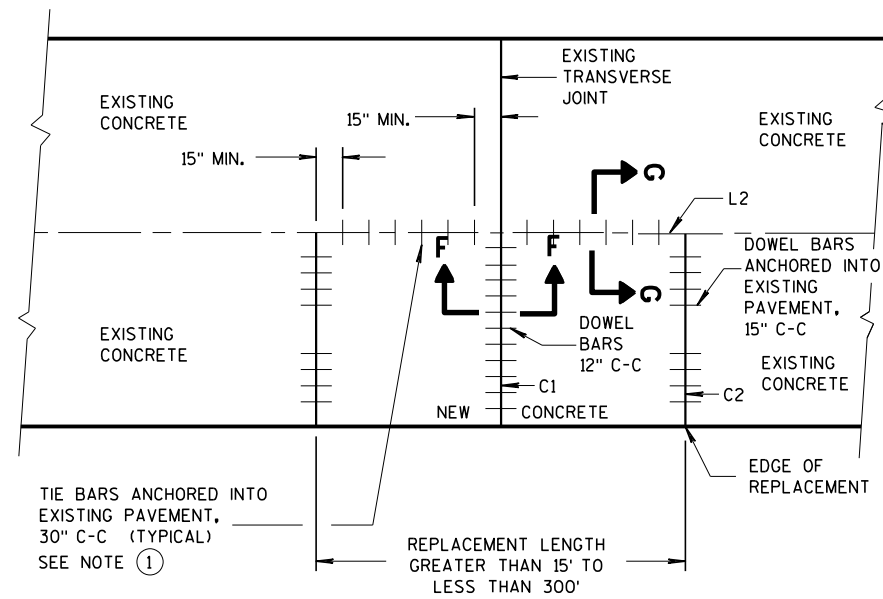 EXISTING
TRANSVERSE
JOINT
EXISTING
CONCRETE
15" MIN.
EXISTING
CONCRETE
15" MIN.
G
L2
F
F
DOWEL BARS
ANCHORED INTO
EXISTING
PAVEMENT,
15" C-C
G
EXISTING
CONCRETE
DOWEL
BARS
12" C-C
EXISTING
CONCRETE
C1
C2
NEW
CONCRETE
EDGE OF
REPLACEMENT
TIE BARS ANCHORED INTO
EXISTING PAVEMENT,
30" C-C (TYPICAL)
SEE NOTE 1
REPLACEMENT LENGTH
GREATER THAN 15' TO
LESS THAN 300'